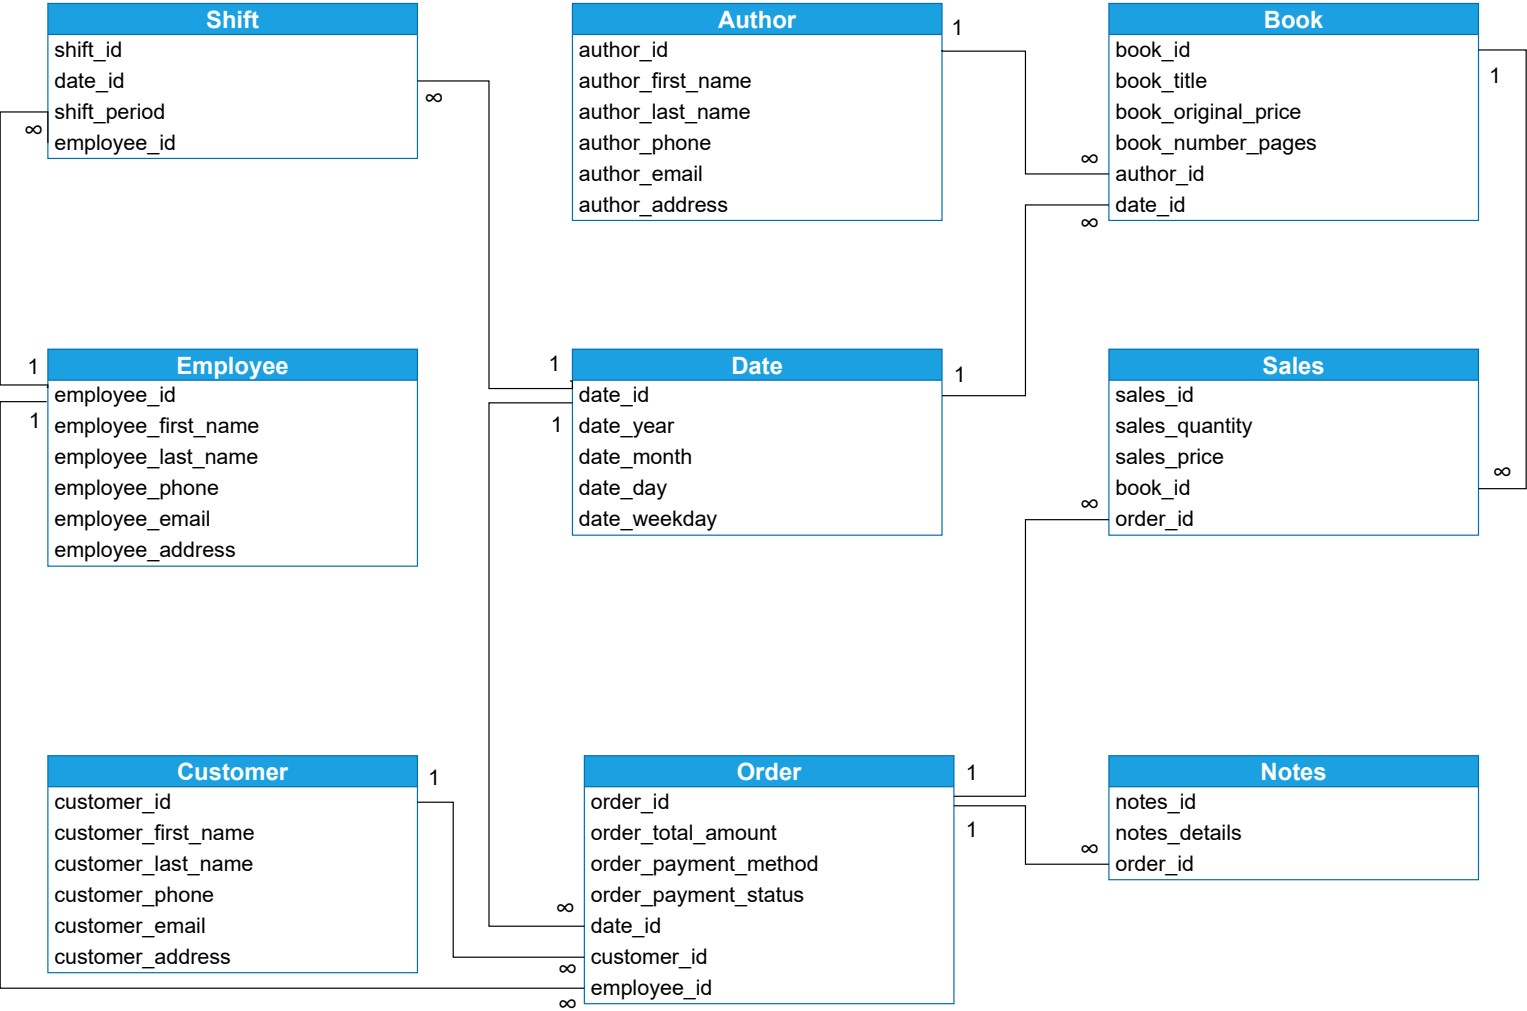 Shift
shift_id
date_id
shift_period
employee_id
∞
∞
Author
author_id
author_first_name
author_last_name
author_phone
author_email
author_address
1
Book
book_id
book_title
book_original_price
book_number_pages
author_id
date_id
1
∞
∞
Employee
employee_id
employee_first_name
employee_last_name
employee_phone
employee_email
employee_address
1
1
Date
date_id
date_year
date_month
date_day
date_weekday
1
1
1
Sales
sales_id
sales_quantity
sales_price
book_id
order_id
∞
∞
Customer
customer_id
customer_first_name
customer_last_name
customer_phone
customer_email
customer_address
1
Order
order_id
order_total_amount
order_payment_method
order_payment_status
date_id
customer_id
employee_id
∞
∞
∞
1
1
Notes
notes_id
notes_details
order_id
∞